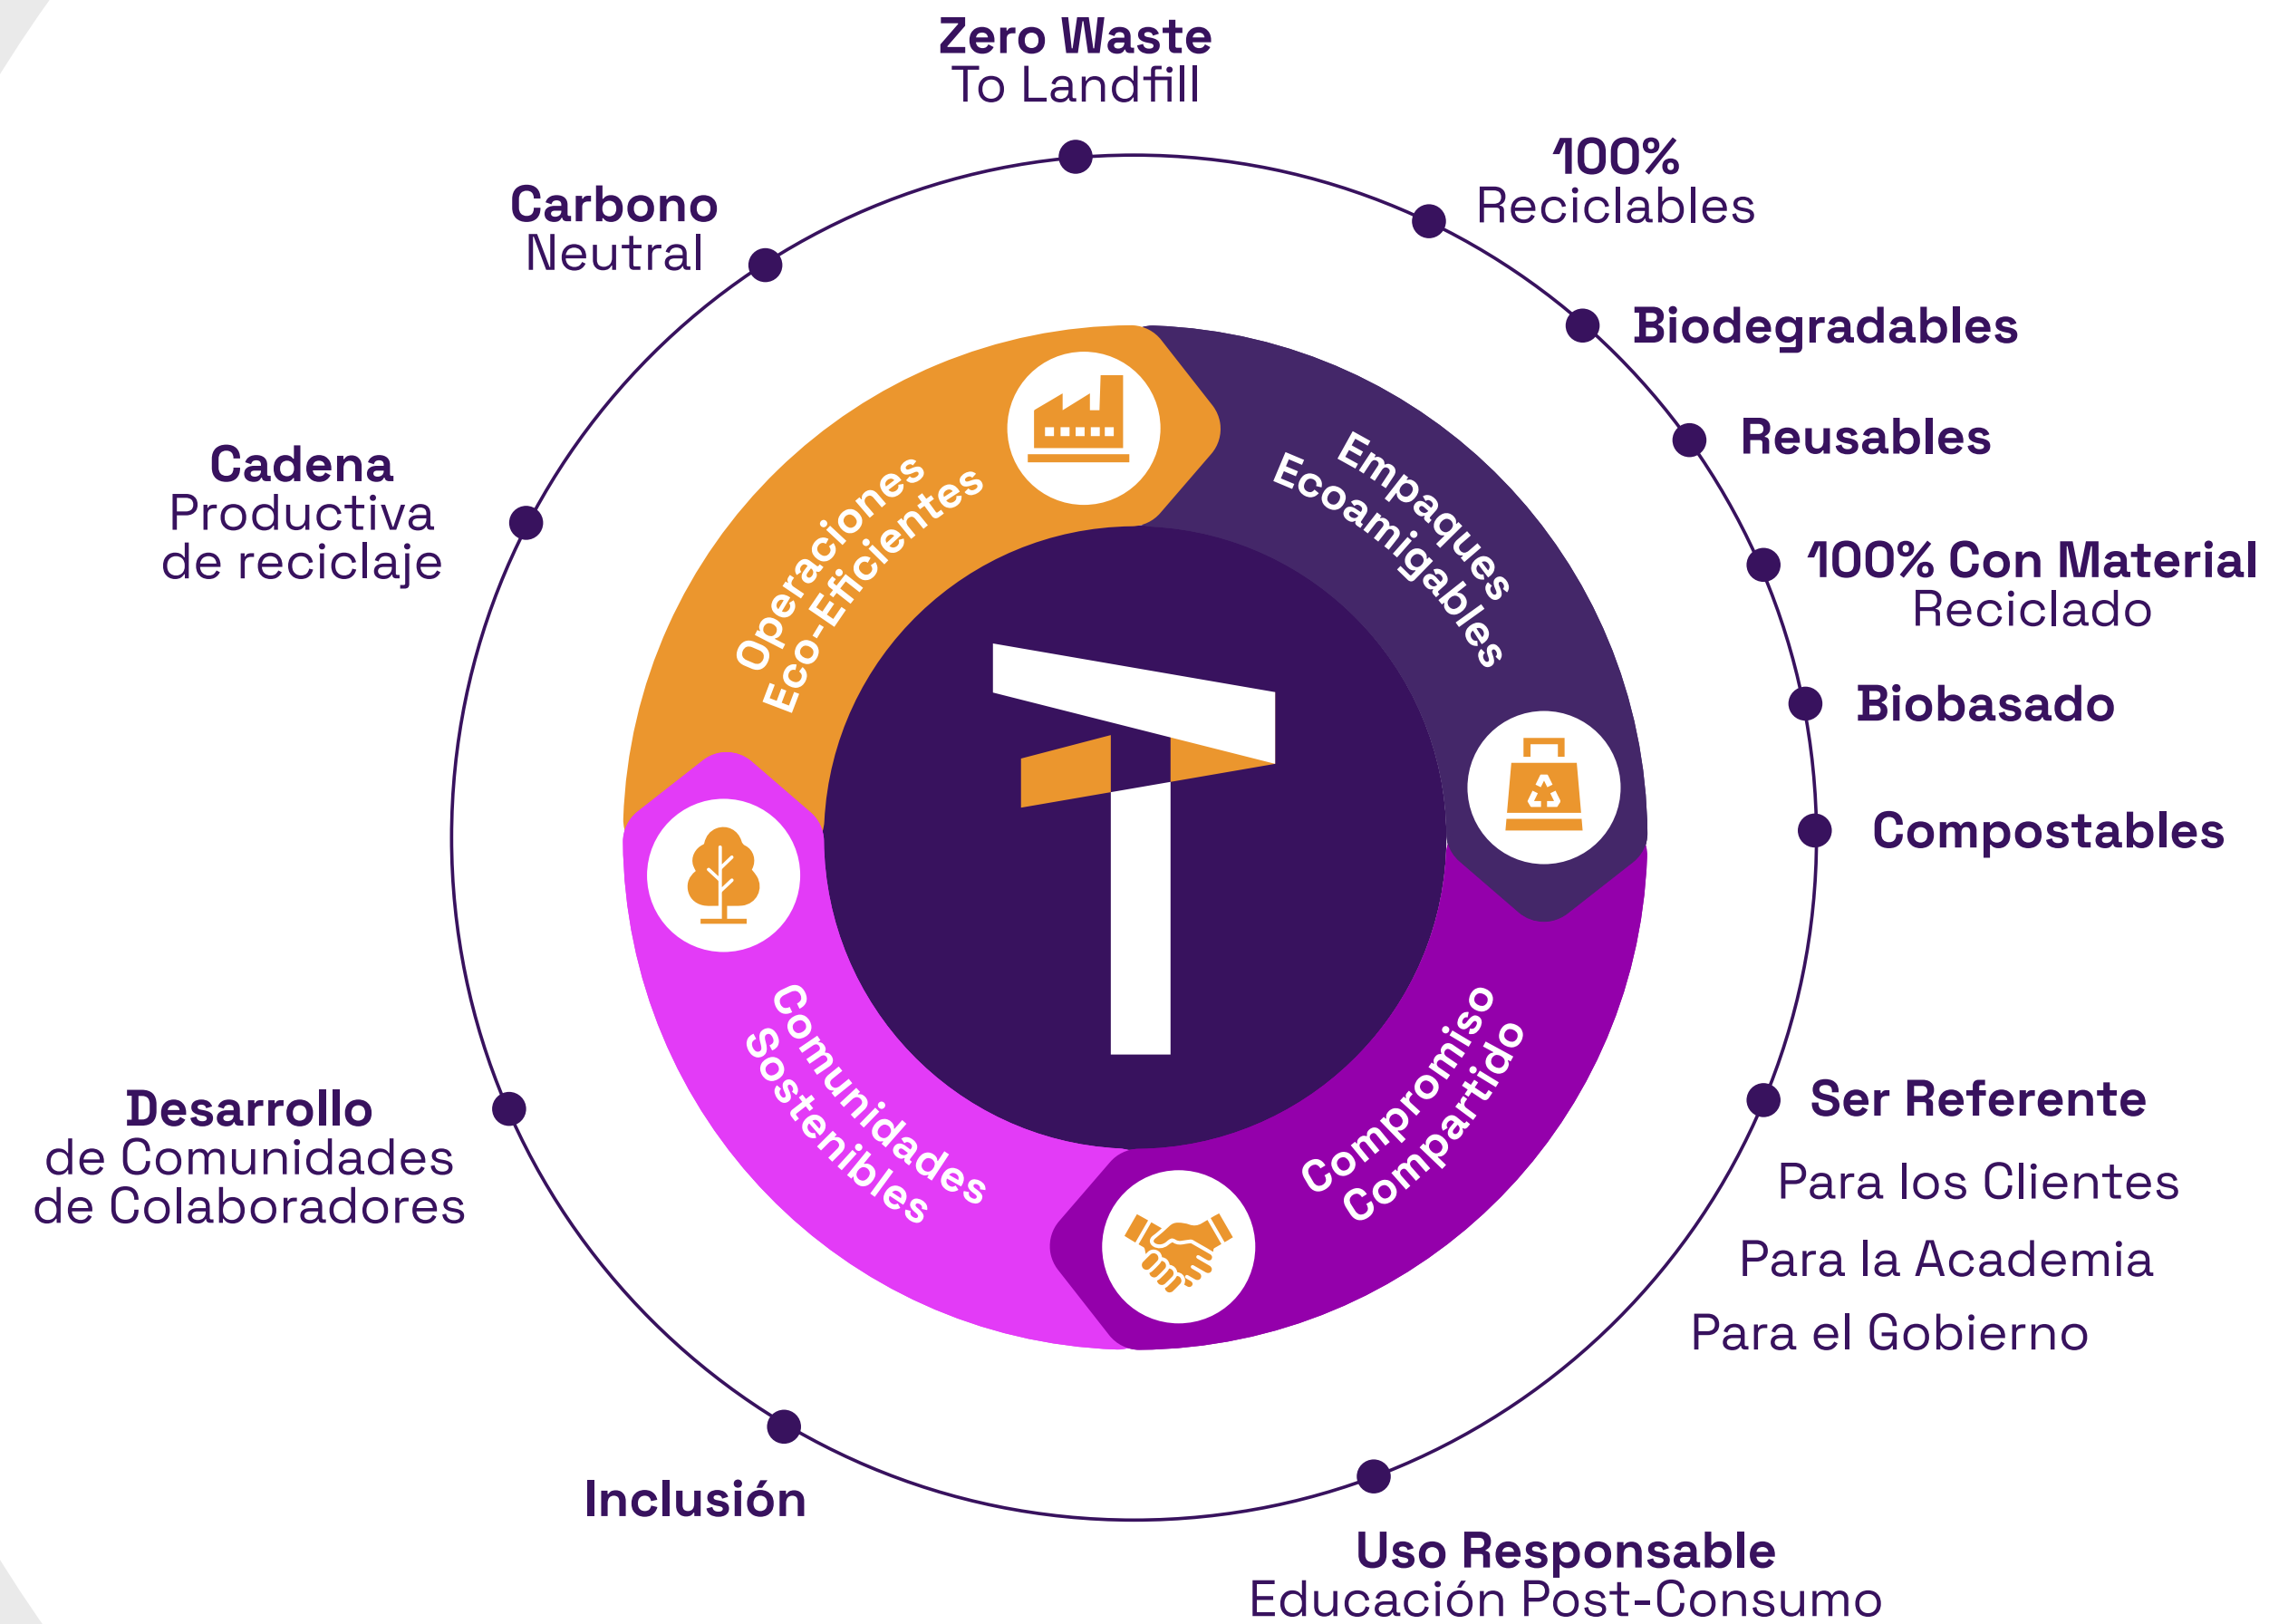 Zero Waste
To Landfill
100%
Reciclables
Biodegradables
Reusables
100% Con Material
Reciclado
Biobasado
Compostables
Ser Referente
Para los Clientes
Para la Academia
Para el Gobierno
Uso Responsable
Educación Post-Consumo
Inclusión
Desarrollo
de Comunidades
de Colaboradores
Cadena
Productiva
de reciclaje
Carbono
Neutral
Operaciones
Eco-Eficientes
Empaques
Ecoamigables
Compromiso
Compartido
Comunidades
Sostenibles